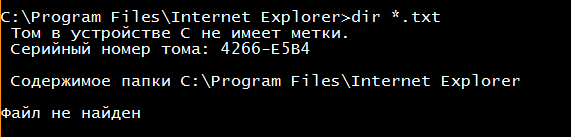 C:\Program Files\Internet Explorer>dir *.txt
Том в устройстве C не имеет метки.
Серийный номер тома: 4266-E5B4
Содержимое папки C:\Program Files\Internet Explorer
Файл не найден